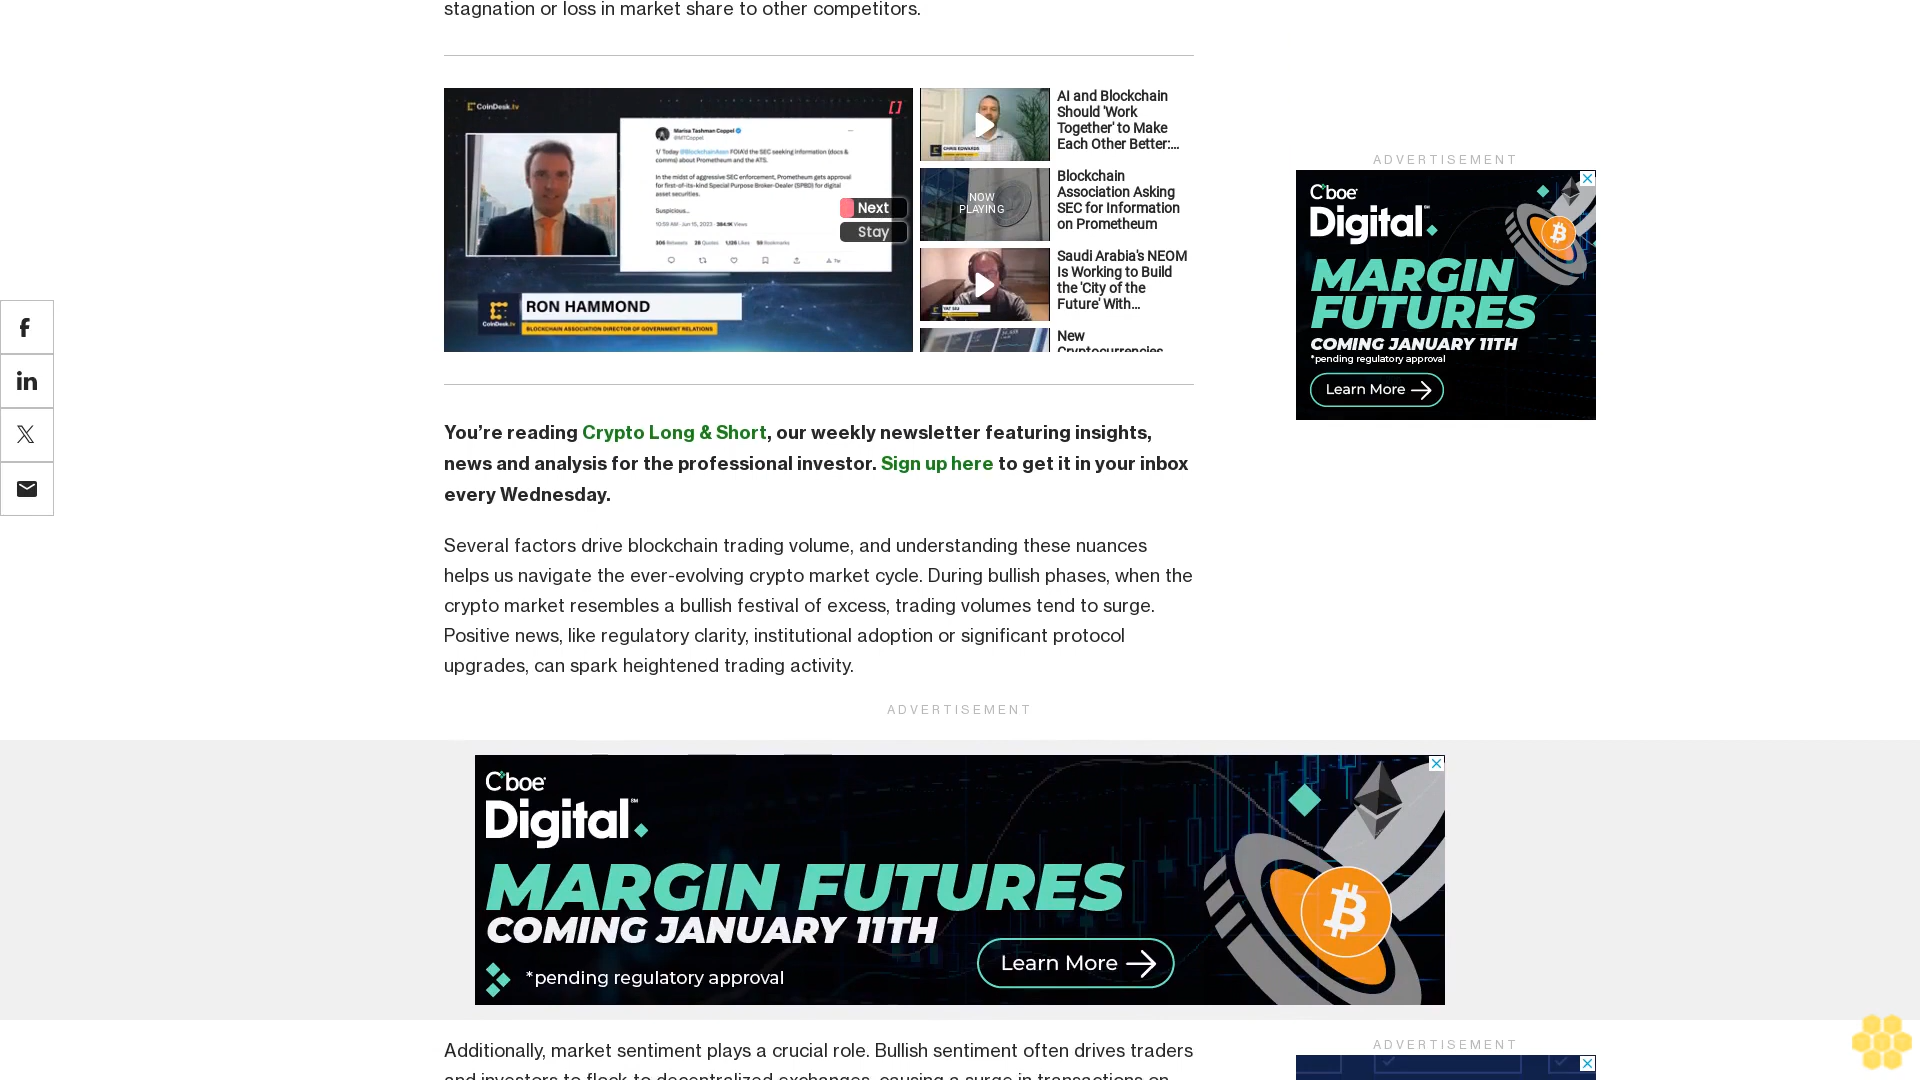 stagnation or loss in market share to other competitors.
CoinDesk.tv
Marisa Tashman Coppel
@MTCoppel
1/ Today @BlockchainAssn FOIA'd the SEC seeking information (docs &
comms) about Prometheum and the ATS.
In the midst of aggressive SEC enforcement, Prometheum gets approval
for first-of-its-kind Special Purpose Broker-Dealer (SPBD) for digital
asset securities.
Suspicious...
10:59 AM · Jun 15, 2023 · 384.1K Views
306 Retweets 26 Quotes 1,126 Likes 59 Bookmarks
Tip
Next
Stay
CoinDesk.tv
RON HAMMOND
BLOCKCHAIN ASSOCIATION DIRECTOR OF GOVERNMENT RELATIONS
CHRIS EDWARDS
AI and Blockchain
Should 'Work
Together' to Make
Each Other Better:...
NOW
PLAYING
Blockchain
Association Asking
SEC for Information
on Prometheum
YAT SIU
Saudi Arabia's NEOM
Is Working to Build
the 'City of the
Future' With...
New
Cryptocurrencies
ADVERTISEMENT
Cboe
Digital
MARGIN
FUTURES
COMING JANUARY 11TH
*pending regulatory approval
Learn More
You’re reading Crypto Long & Short, our weekly newsletter featuring insights,
news and analysis for the professional investor. Sign up here to get it in your inbox
every Wednesday.
Several factors drive blockchain trading volume, and understanding these nuances
helps us navigate the ever-evolving crypto market cycle. During bullish phases, when the
crypto market resembles a bullish festival of excess, trading volumes tend to surge.
Positive news, like regulatory clarity, institutional adoption or significant protocol
upgrades, can spark heightened trading activity.
ADVERTISEMENT
Cboe
Digital℠
MARGIN FUTURES
COMING JANUARY 11TH
*pending regulatory approval
Learn More
Additionally, market sentiment plays a crucial role. Bullish sentiment often drives traders
and investors to flock to decentralized exchanges, causing a surge in transactions on
ADVERTISEMENT